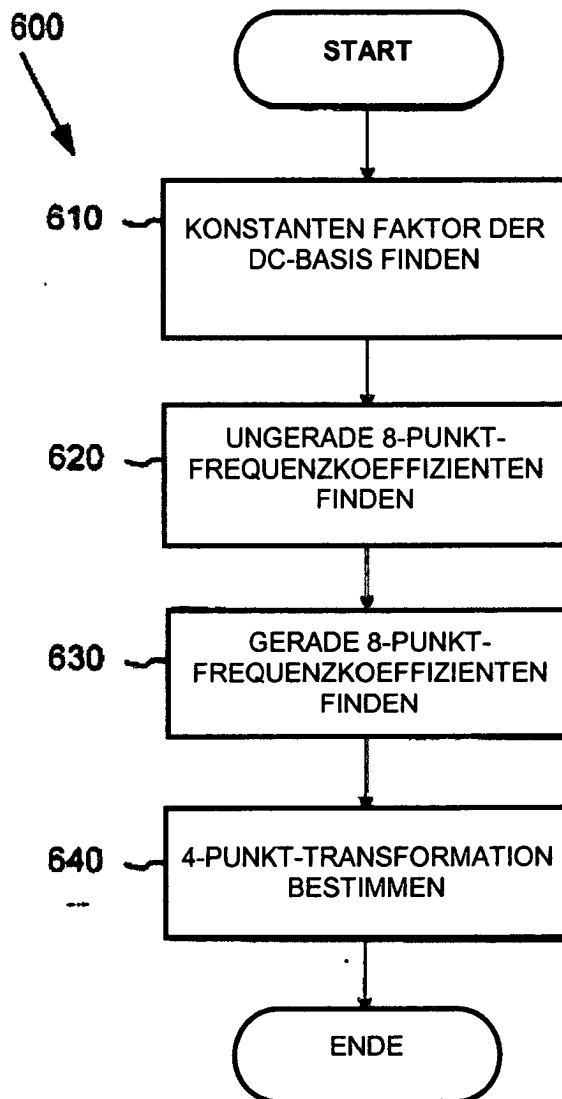 600
START
610
KONSTANTEN FAKTOR DER
DC-BASIS FINDEN
620
UNGERADE 8-PUNKT-
FREQUENZKOEFFIZIENTEN
FINDEN
630
GERADE 8-PUNKT-
FREQUENZKOEFFIZIENTEN
FINDEN
640
4-PUNKT-TRANSFORMATION
BESTIMMEN
ENDE